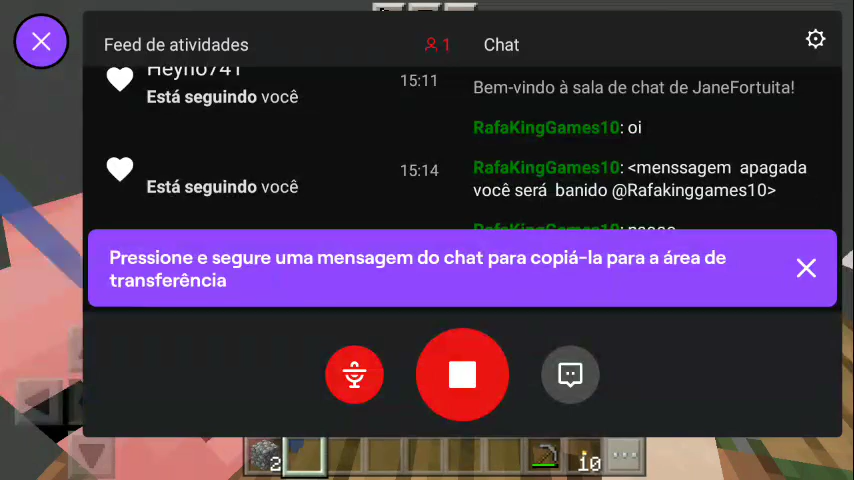 Feed de atividades
1
Chat
Heyho741
15:11
Está seguindo você
Bem-vindo à sala de chat de JaneFortuita!
RafaKingGames10: oi
15:14
Está seguindo você
RafaKingGames10: <menssagem apagada
você será banido @Rafakinggames10>
RafaKingGames10:
Pressione e segure uma mensagem do chat para copiá-la para a área de
transferência
2
10